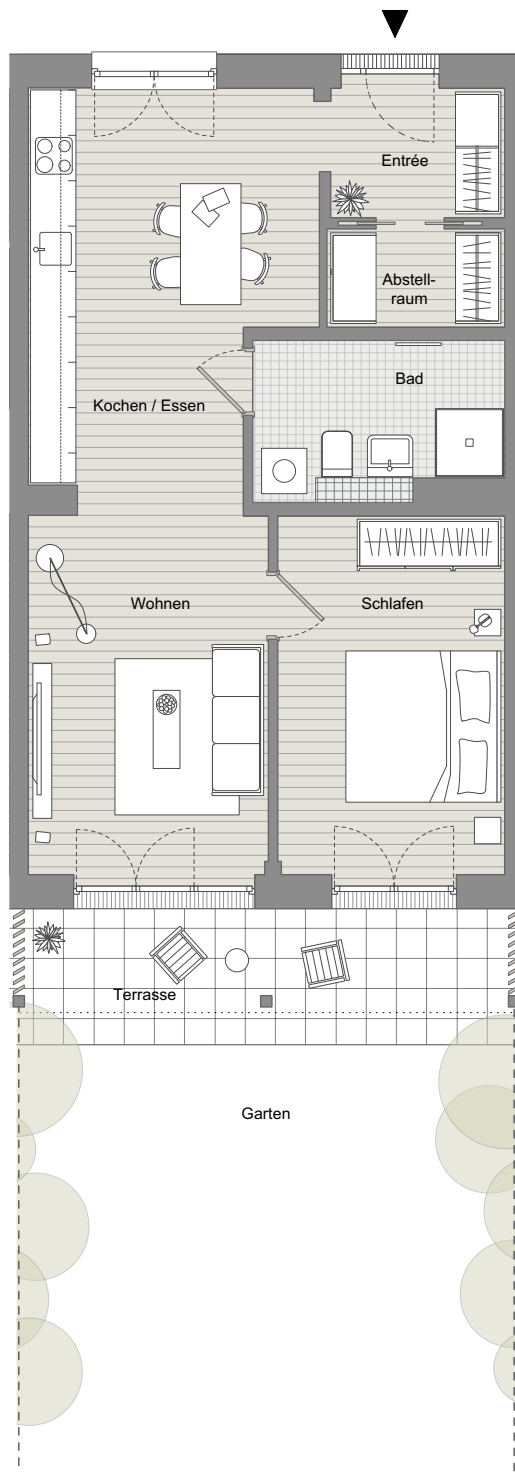 Entrée
Abstell-
raum
Bad
Kochen / Essen
Wohnen
Schlafen
Terrasse
Garten